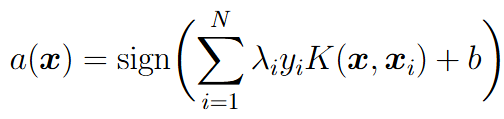 a(x) = sign(∑_{i=1}^{N} λ_i y_i K(x, x_i) + b)